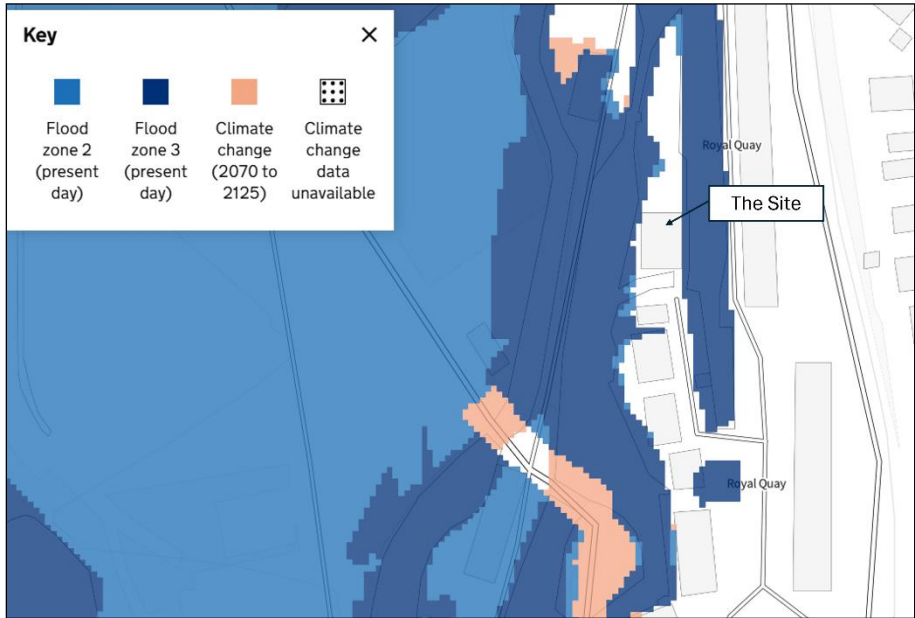 Key
Flood
zone 2
(present
day)
Flood
zone 3
(present
day)
Climate
change
(2070 to
2125)
Climate
change
data
unavailable
Royal Quay
The Site
Royal Quay